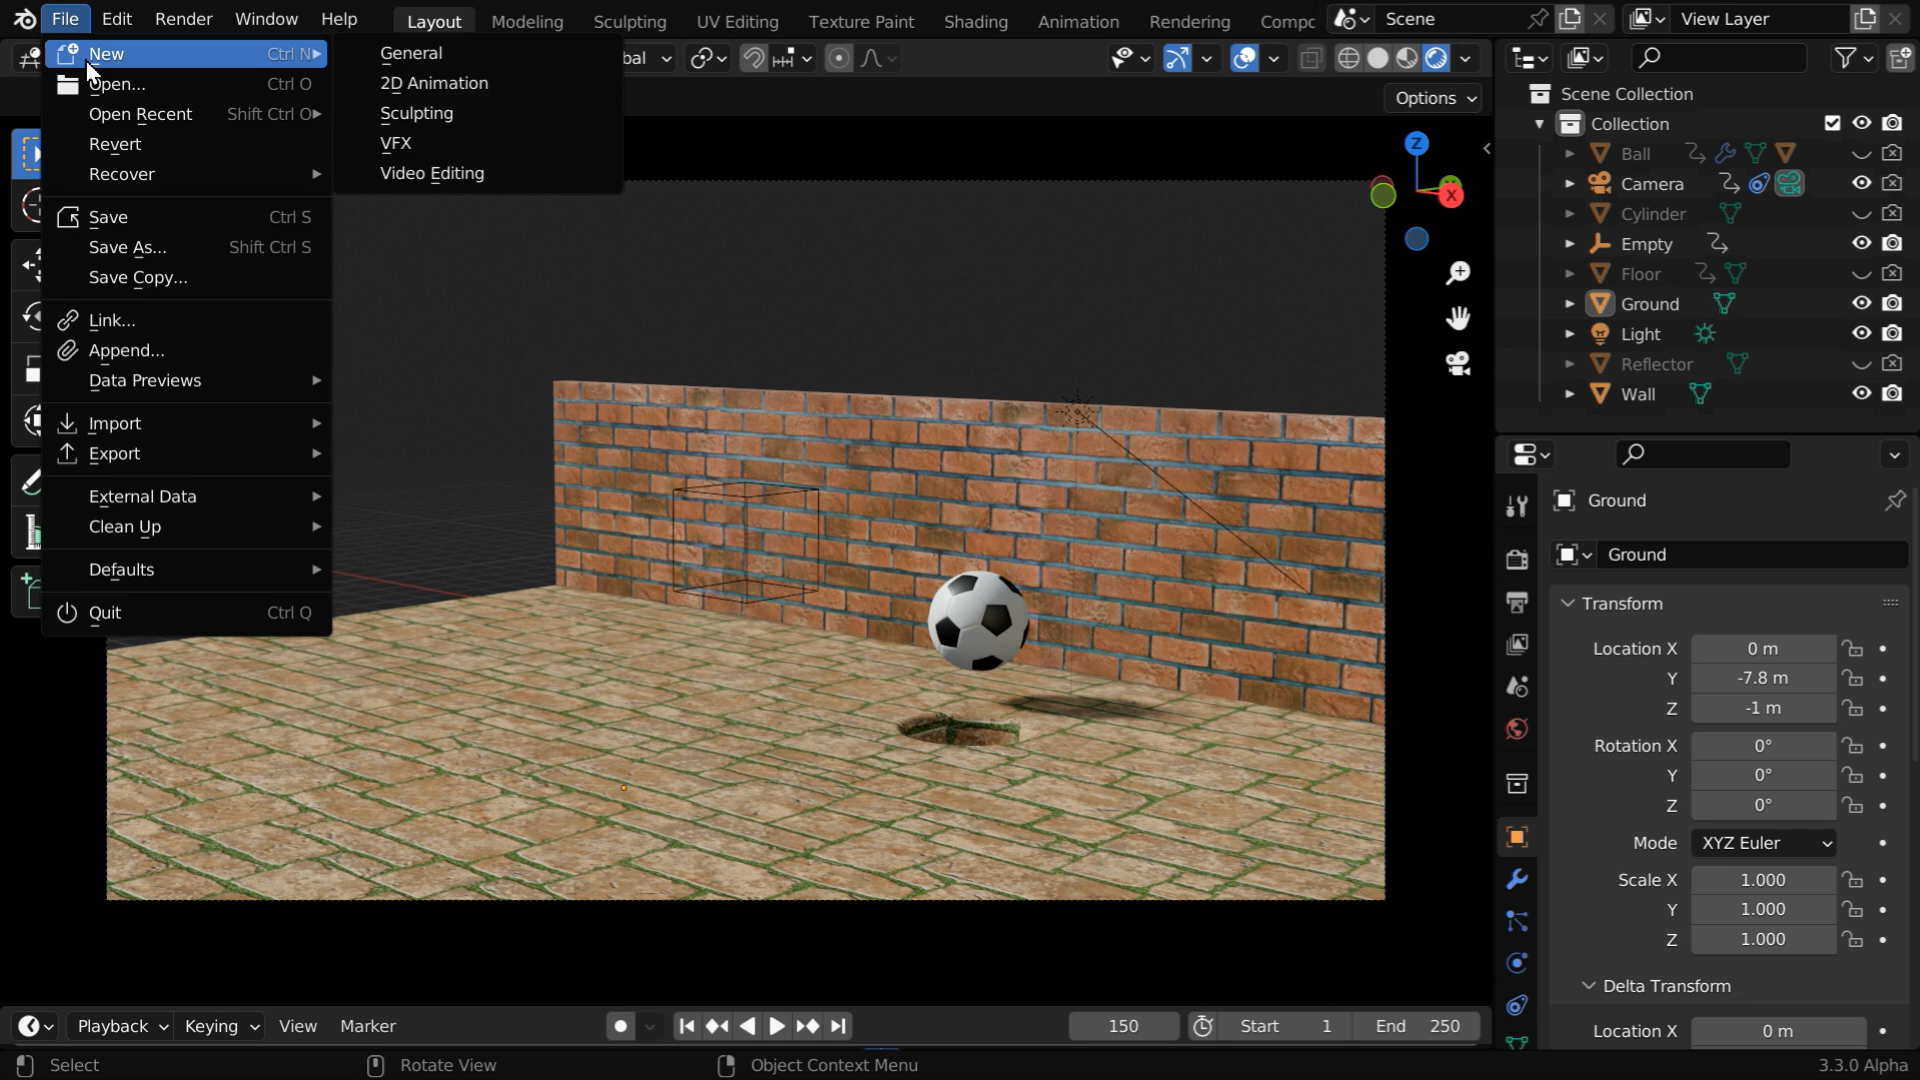 File Edit Render Window Help
Layout Modeling Sculpting UV Editing Texture Paint Shading Animation Rendering Compc
Scene
View Layer
New Ctrl N
Open... Ctrl O
Open Recent Shift Ctrl O
Revert
Recover
Save Ctrl S
Save As... Shift Ctrl S
Save Copy...
Link...
Append...
Data Previews
Import
Export
External Data
Clean Up
Defaults
Quit Ctrl Q
General
2D Animation
Sculpting
VFX
Video Editing
bal
Options
Z
X
Scene Collection
Collection
Ball
Camera
Cylinder
Empty
Floor
Ground
Light
Reflector
Wall
Ground
Ground
Transform
Location X 0 m
Y -7.8 m
Z -1 m
Rotation X 0°
Y 0°
Z 0°
Mode XYZ Euler
Scale X 1.000
Y 1.000
Z 1.000
Delta Transform
Location X 0 m
Playback Keying View Marker
150
Start 1
End 250
Select
Rotate View
Object Context Menu
3.3.0 Alpha